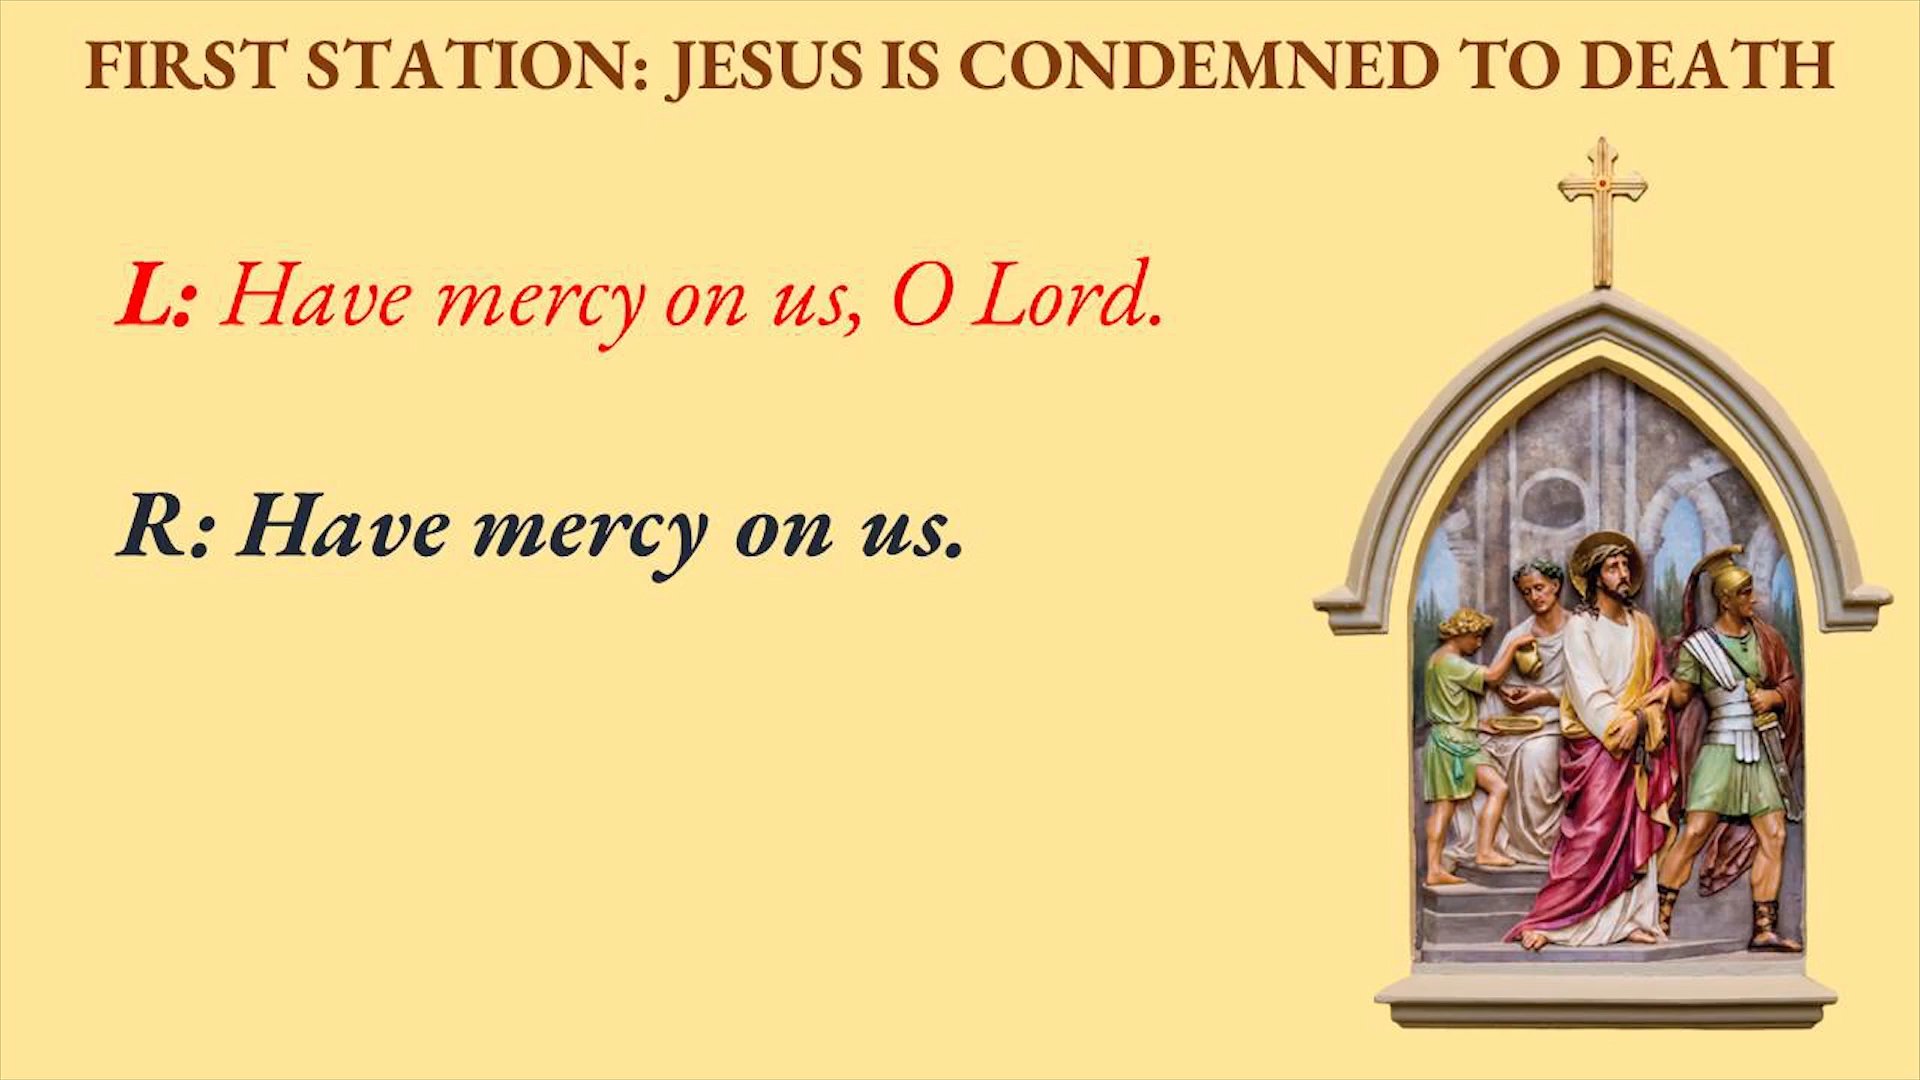 FIRST STATION: JESUS IS CONDEMNED TO DEATH
L: Have mercy on us, O Lord.
R: Have mercy on us.